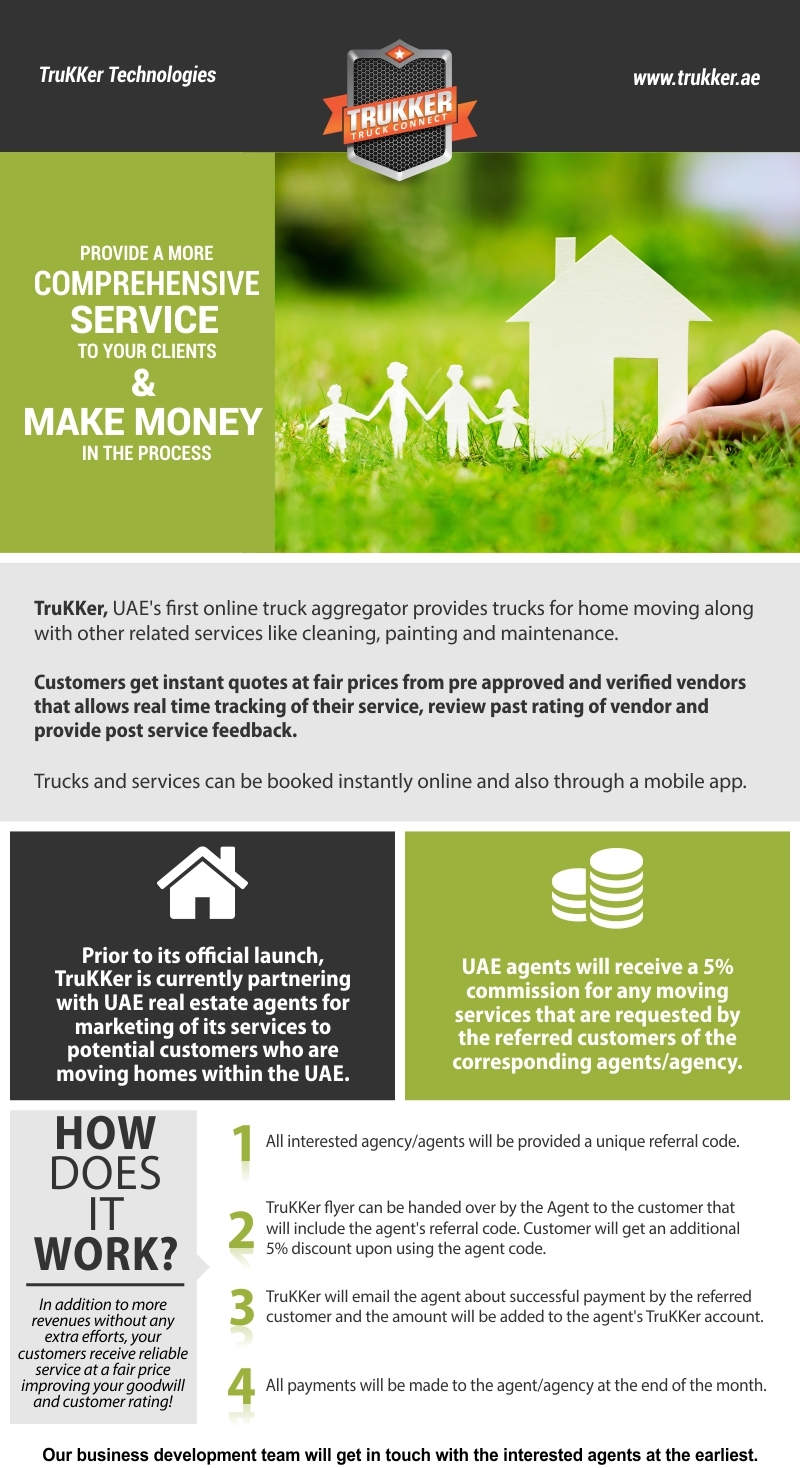 TruKKer Technologies
www.trukker.ae
TRUKKER
TRUCK CONNECT
PROVIDE A MORE
COMPREHENSIVE
SERVICE
TO YOUR CLIENTS
&
MAKE MONEY
IN THE PROCESS
TruKKer, UAE's first online truck aggregator provides trucks for home moving along
with other related services like cleaning, painting and maintenance.
Customers get instant quotes at fair prices from pre approved and verified vendors
that allows real time tracking of their service, review past rating of vendor and
provide post service feedback.
Trucks and services can be booked instantly online and also through a mobile app.
Prior to its official launch,
TruKKer is currently partnering
with UAE real estate agents for
marketing of its services to
potential customers who are
moving homes within the UAE.
UAE agents will receive a 5%
commission for any moving
services that are requested by
the referred customers of the
corresponding agents/agency.
HOW
DOES
IT
WORK?
In addition to more
revenues without any
extra efforts, your
customers receive reliable
service at a fair price
improving your goodwill
and customer rating!
1 All interested agency/agents will be provided a unique referral code.
2 TruKKer flyer can be handed over by the Agent to the customer that
will include the agent's referral code. Customer will get an additional
5% discount upon using the agent code.
3 TruKKer will email the agent about successful payment by the referred
customer and the amount will be added to the agent's TruKKer account.
4 All payments will be made to the agent/agency at the end of the month.
Our business development team will get in touch with the interested agents at the earliest.